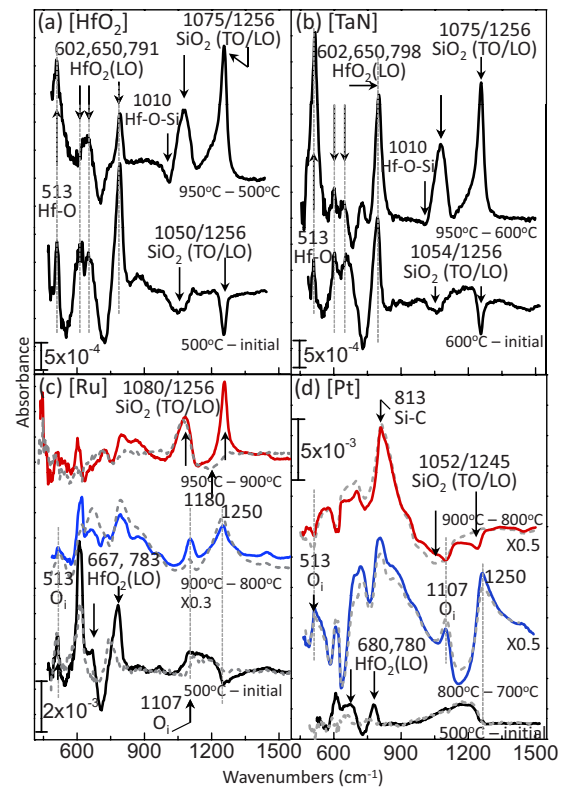 (a) [HfO₂]
602,650,791
HfO₂(LO)
1075/1256
SiO₂ (TO/LO)
1010
Hf-O-Si
950°C – 500°C
513
Hf-O
1050/1256
SiO₂ (TO/LO)
500°C – initial
5x10⁻⁴
(b) [TaN]
602,650,798
HfO₂(LO)
1075/1256
SiO₂ (TO/LO)
1010
Hf-O-Si
950°C – 600°C
513
Hf-O
1054/1256
SiO₂ (TO/LO)
600°C – initial
5x10⁻⁴
Absorbance
(c) [Ru]
1080/1256
SiO₂ (TO/LO)
950°C – 900°C
1180
1250
513
Oᵢ
667, 783
HfO₂(LO)
900°C – 800°C
X0.3
500°C – initial
2x10⁻³
1107
Oᵢ
(d) [Pt]
813
Si-C
5x10⁻³
1052/1245
SiO₂ (TO/LO)
900°C – 800°C
X0.5
513
Oᵢ
1107
Oᵢ
1250
X0.5
680,780
HfO₂(LO)
800°C – 700°C
500°C – initial
600 900 1200 1500
600 900 1200 1500
Wavenumbers (cm⁻¹)